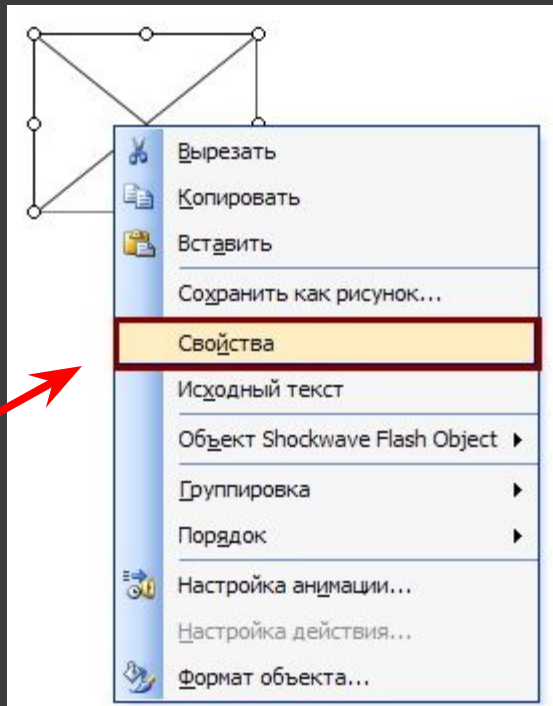 Вырезать
Копировать
Вставить
Сохранить как рисунок...
Свойства
Исходный текст
Объект Shockwave Flash Object
Группировка
Порядок
Настройка анимации...
Настройка действия...
Формат объекта...